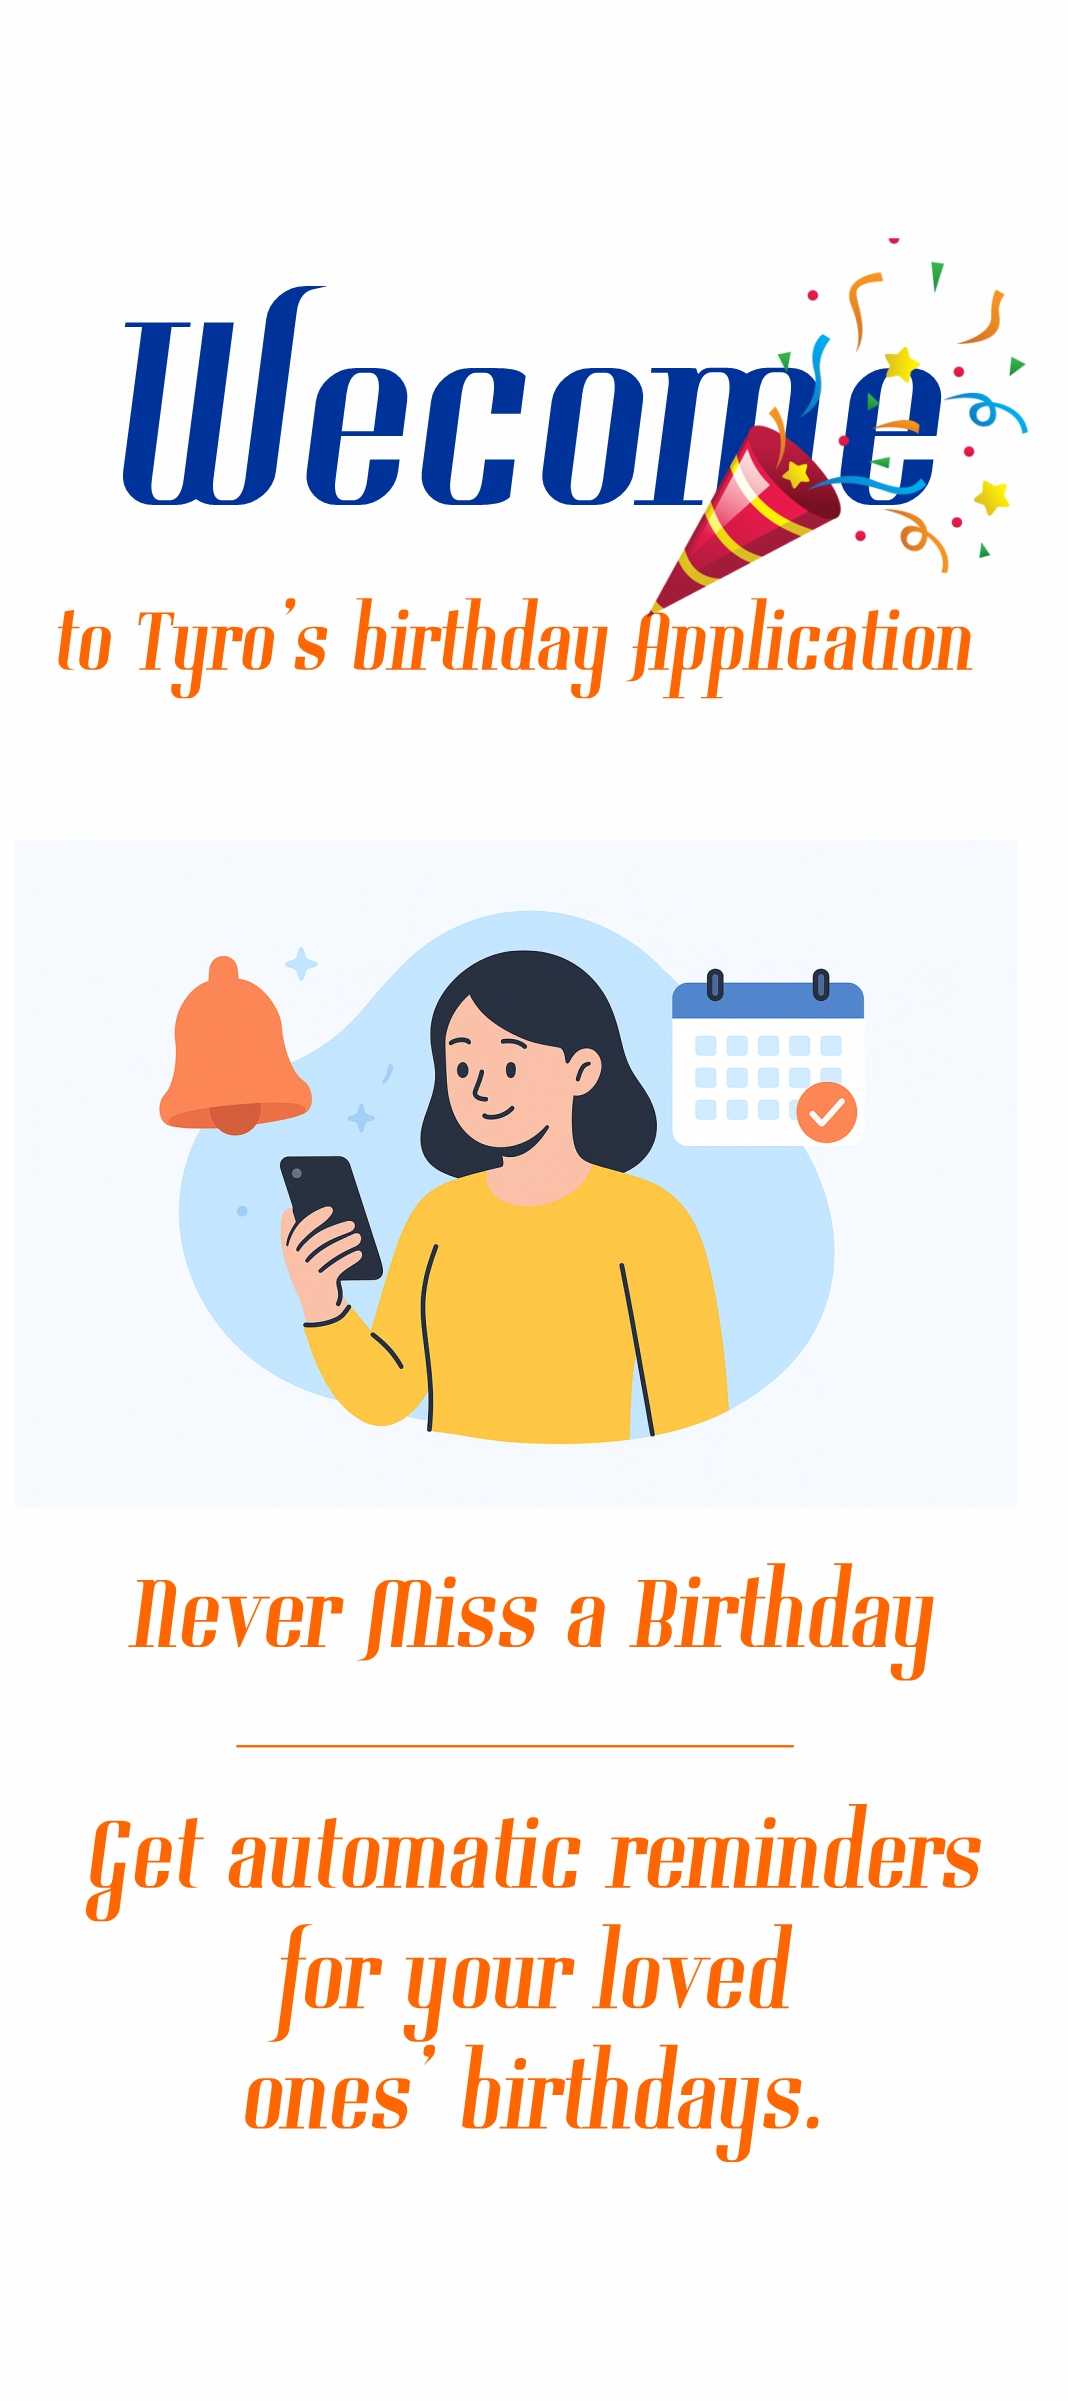 Wecome
to Tyro's birthday Application
Never Miss a Birthday
Get automatic reminders
for your loved
ones' birthdays.